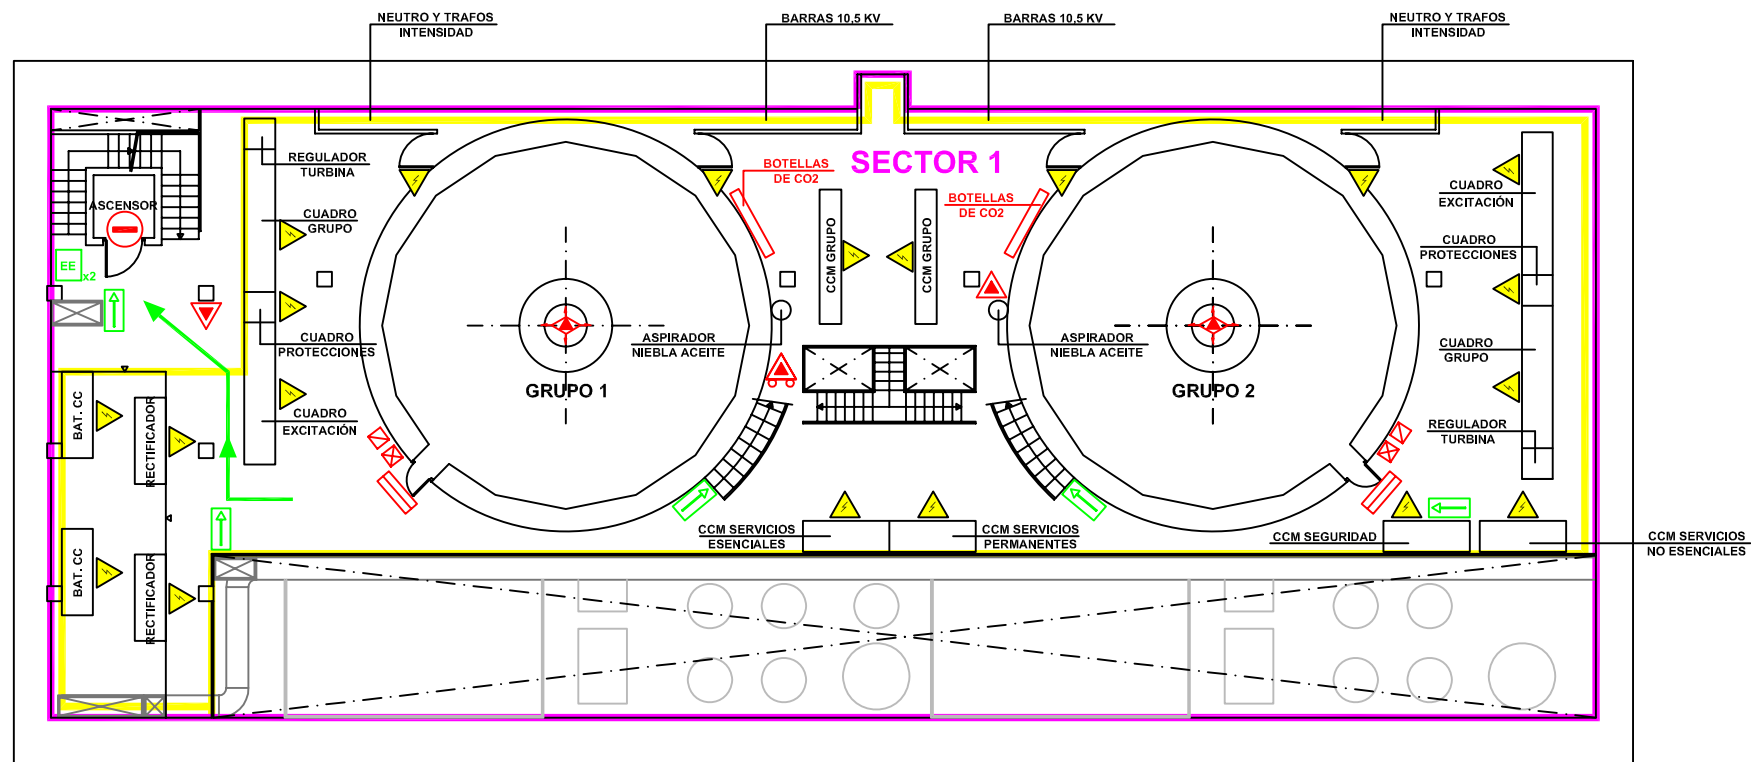 NEUTRO Y TRAFOS
INTENSIDAD
BARRAS 10,5 KV
BARRAS 10,5 KV
NEUTRO Y TRAFOS
INTENSIDAD
SECTOR 1
REGULADOR
TURBINA
BOTELLAS
DE CO2
BOTELLAS
DE CO2
CUADRO
EXCITACIÓN
ASCENSOR
CUADRO
GRUPO
CCM GRUPO
CCM GRUPO
CUADRO
PROTECCIONES
EE
x2
CUADRO
PROTECCIONES
ASPIRADOR
NIEBLA ACEITE
ASPIRADOR
NIEBLA ACEITE
CUADRO
GRUPO
GRUPO 1
GRUPO 2
CUADRO
EXCITACIÓN
REGULADOR
TURBINA
BAT. CC
RECTIFICADOR
CCM SERVICIOS
ESENCIALES
CCM SERVICIOS
PERMANENTES
CCM SEGURIDAD
CCM SERVICIOS
NO ESENCIALES
BAT. CC
RECTIFICADOR